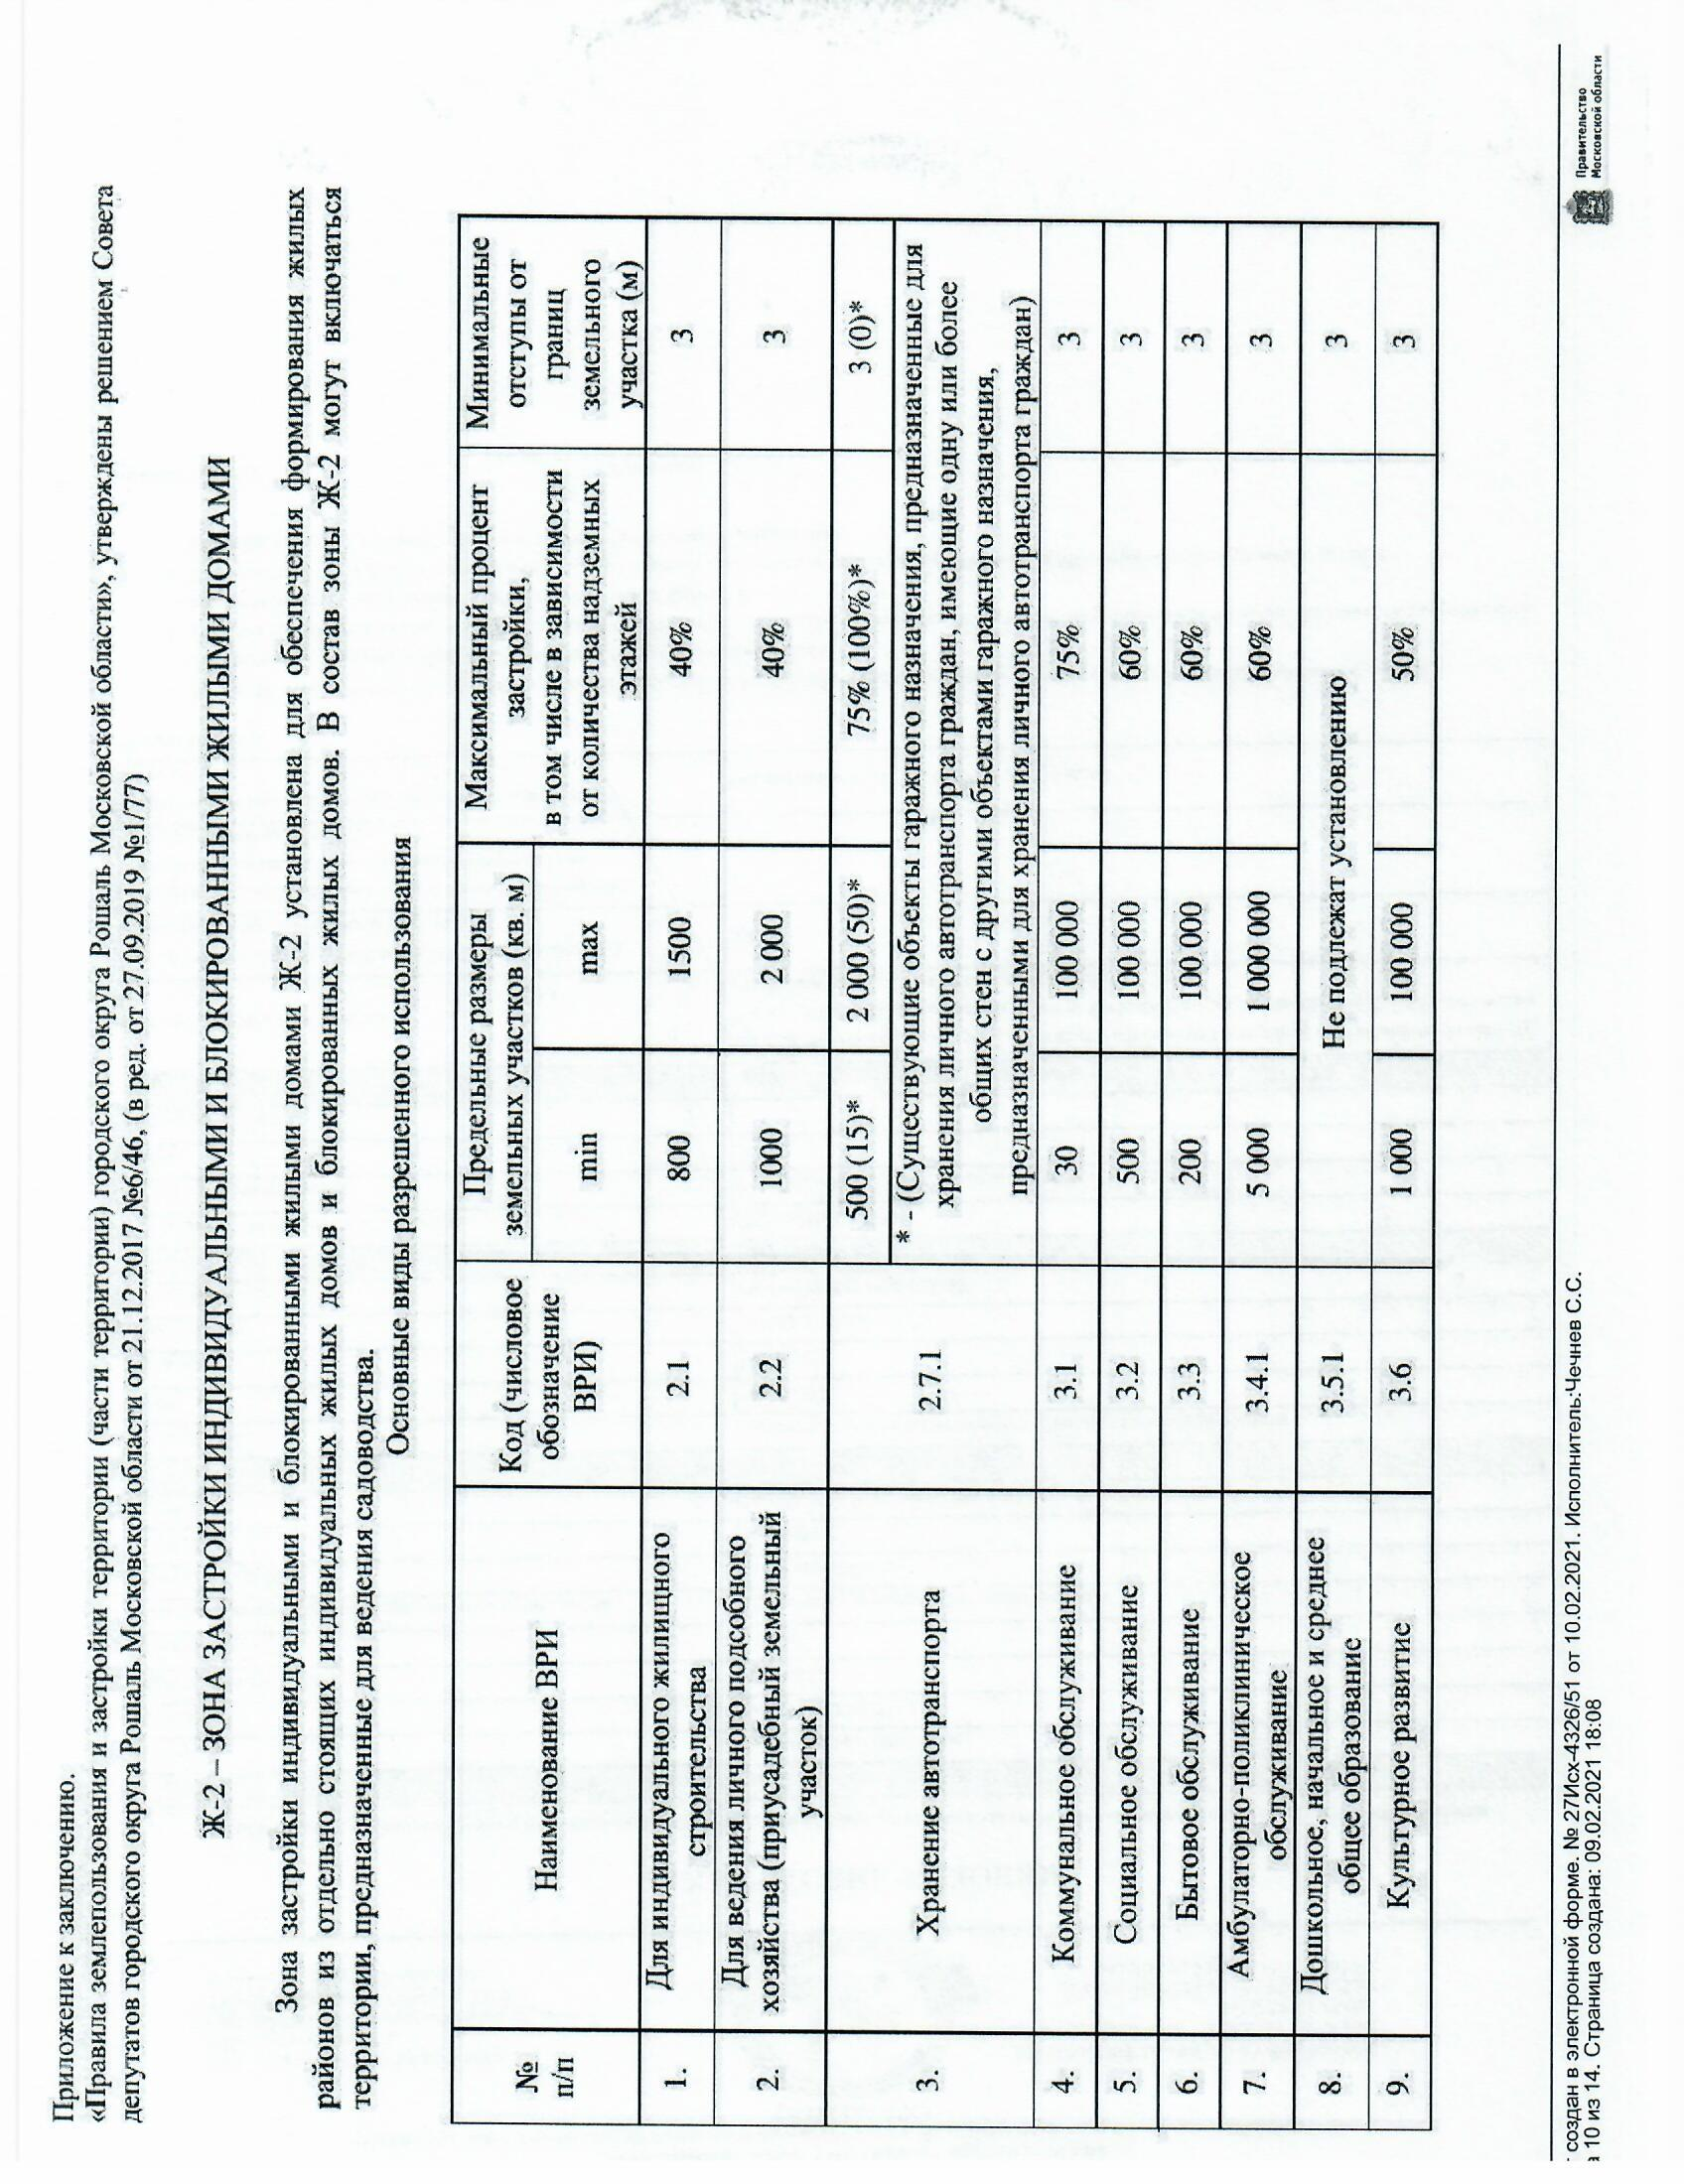 Приложение к заключению.
«Правила землепользования и застройки территории (части территории) городского округа Рошаль Московской области», утверждены решением Совета
депутатов городского округа Рошаль Московской области от 21.12.2017 №6/46, (в ред. от 27.09.2019 №1/77)
Ж-2 – ЗОНА ЗАСТРОЙКИ ИНДИВИДУАЛЬНЫМИ И БЛОКИРОВАННЫМИ ЖИЛЫМИ ДОМАМИ
Зона застройки индивидуальными и блокированными жилыми домами Ж-2 установлена для обеспечения формирования жилых
районов из отдельно стоящих индивидуальных жилых домов и блокированных жилых домов. В состав зоны Ж-2 могут включаться
территории, предназначенные для ведения садоводства.
Основные виды разрешенного использования
№
п/п
Наименование ВРИ
Код (числовое
обозначение
ВРИ)
Предельные размеры
земельных участков (кв. м)
min
max
Максимальный процент
застройки,
в том числе в зависимости
от количества надземных
этажей
Минимальные
отступы от
границ
земельного
участка (м)
1.
Для индивидуального жилищного
строительства
2.1
800
1500
40%
3
2.
Для ведения личного подсобного
хозяйства (приусадебный земельный
участок)
2.2
1000
2 000
40%
3
3.
Хранение автотранспорта
2.7.1
500 (15)*
2 000 (50)*
75% (100%)*
3 (0)*
* - (Существующие объекты гаражного назначения, предназначенные для
хранения личного автотранспорта граждан, имеющие одну или более
общих стен с другими объектами гаражного назначения,
предназначенными для хранения личного автотранспорта граждан)
4.
Коммунальное обслуживание
3.1
30
100 000
75%
3
5.
Социальное обслуживание
3.2
500
100 000
60%
3
6.
Бытовое обслуживание
3.3
200
100 000
60%
3
7.
Амбулаторно-поликлиническое
обслуживание
3.4.1
5 000
1 000 000
60%
3
8.
Дошкольное, начальное и среднее
общее образование
3.5.1
Не подлежат установлению
3
9.
Культурное развитие
3.6
1 000
100 000
50%
3
создан в электронной форме. № 27Исх-4326/51 от 10.02.2021. Исполнитель:Чечнев С.С.
10 из 14. Страница создана: 09.02.2021 18:08
Правительство
Московской области